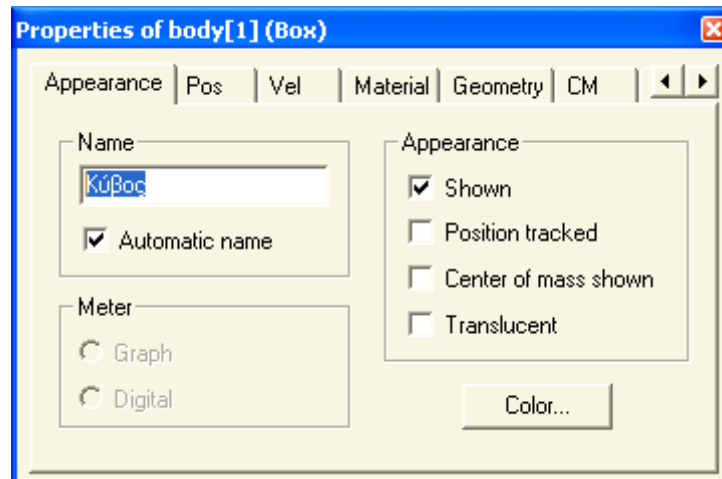 Properties of body[1] (Box)
Appearance Pos Vel Material Geometry CM
Name
Κύβος
Automatic name
Meter
Graph
Digital
Appearance
Shown
Position tracked
Center of mass shown
Translucent
Color...